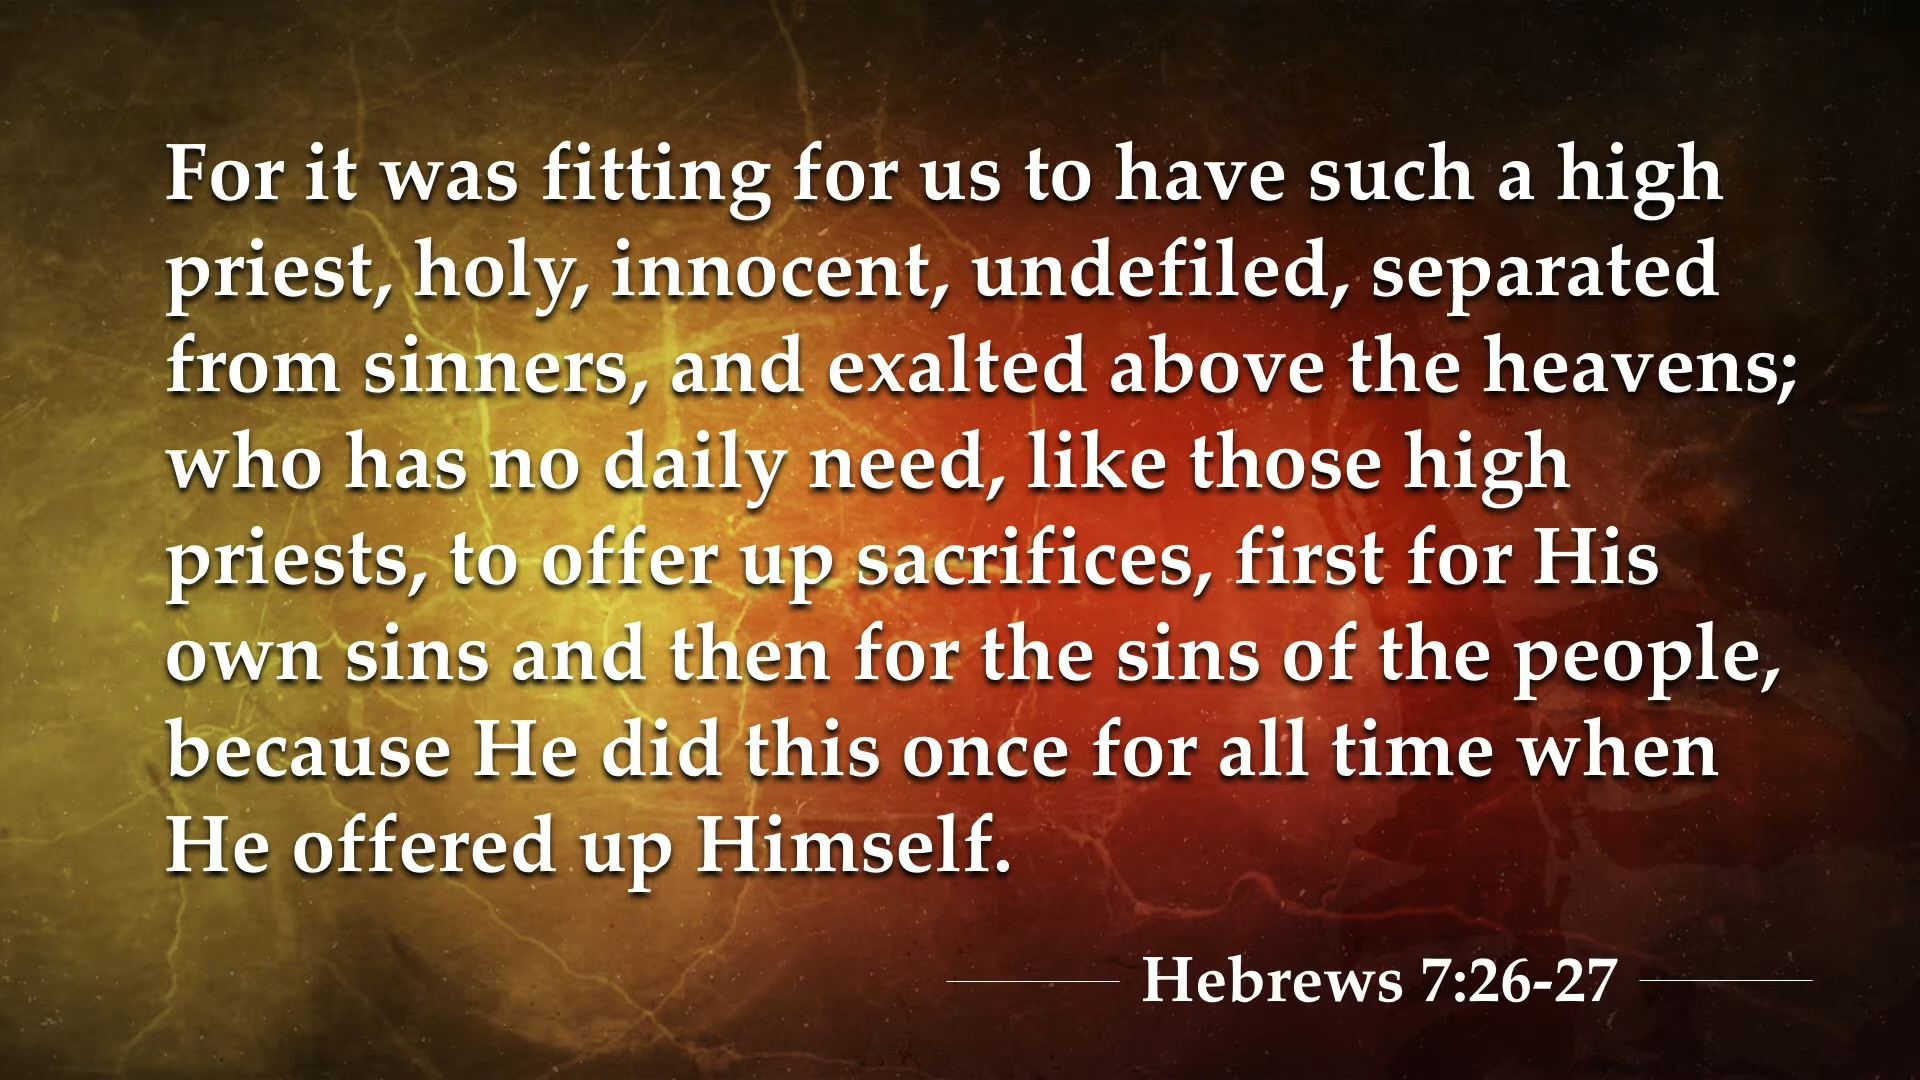 For it was fitting for us to have such a high
priest, holy, innocent, undefiled, separated
from sinners, and exalted above the heavens;
who has no daily need, like those high
priests, to offer up sacrifices, first for His
own sins and then for the sins of the people,
because He did this once for all time when
He offered up Himself.
Hebrews 7:26-27